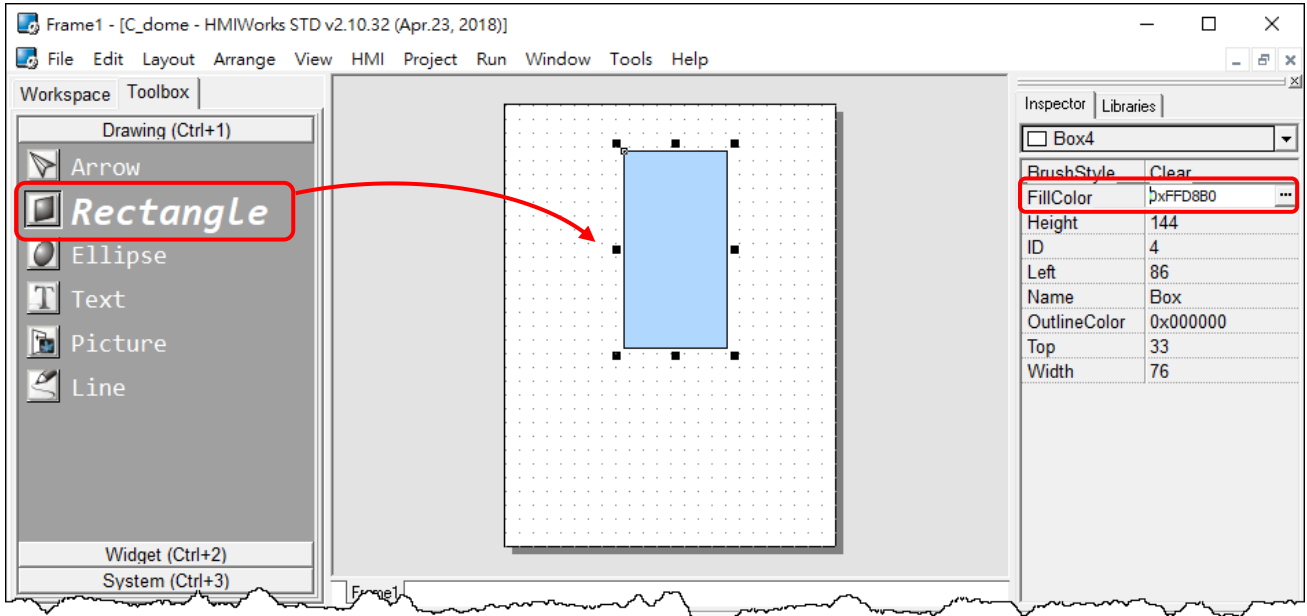 Frame1 - [C_dome - HMIWorks STD v2.10.32 (Apr.23, 2018)]
File Edit Layout Arrange View HMI Project Run Window Tools Help
Workspace Toolbox
Drawing (Ctrl+1)
Arrow
Rectangle
Ellipse
Text
Picture
Line
Widget (Ctrl+2)
System (Ctrl+3)
Frame1
Inspector Libraries
Box4
BrushStyle Clear
FillColor 0xFFD8B0 ...
Height 144
ID 4
Left 86
Name Box
OutlineColor 0x000000
Top 33
Width 76